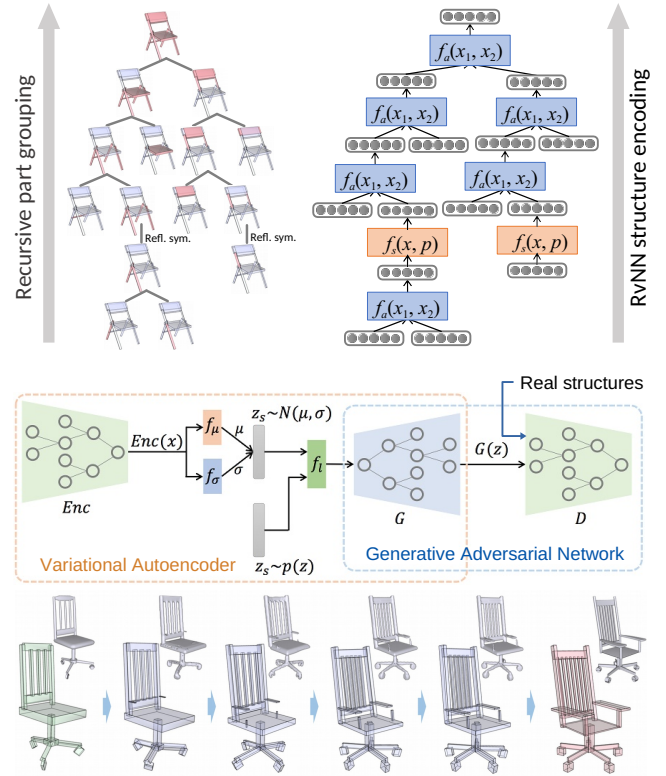 Recursive part grouping
Refl. sym.
Refl. sym.
f_a(x_1, x_2)
f_a(x_1, x_2)
f_a(x_1, x_2)
f_a(x_1, x_2)
f_a(x_1, x_2)
f_s(x, p)
f_s(x, p)
f_a(x_1, x_2)
RvNN structure encoding
Real structures
z_s~N(μ, σ)
Enc(x)
f_μ
μ
f_σ
σ
f_l
G(z)
Enc
G
D
z_s~p(z)
Variational Autoencoder
Generative Adversarial Network